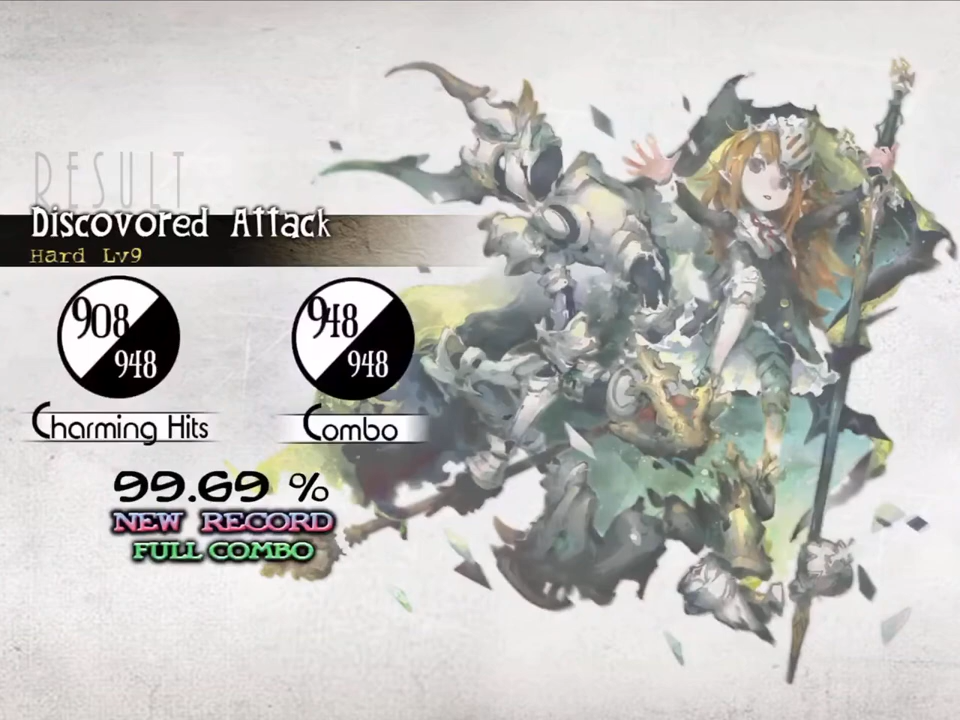 RESULT
Discovored Attack
Hard Lv9
908
948
Charming Hits
948
948
Combo
99.69 %
NEW RECORD
FULL COMBO